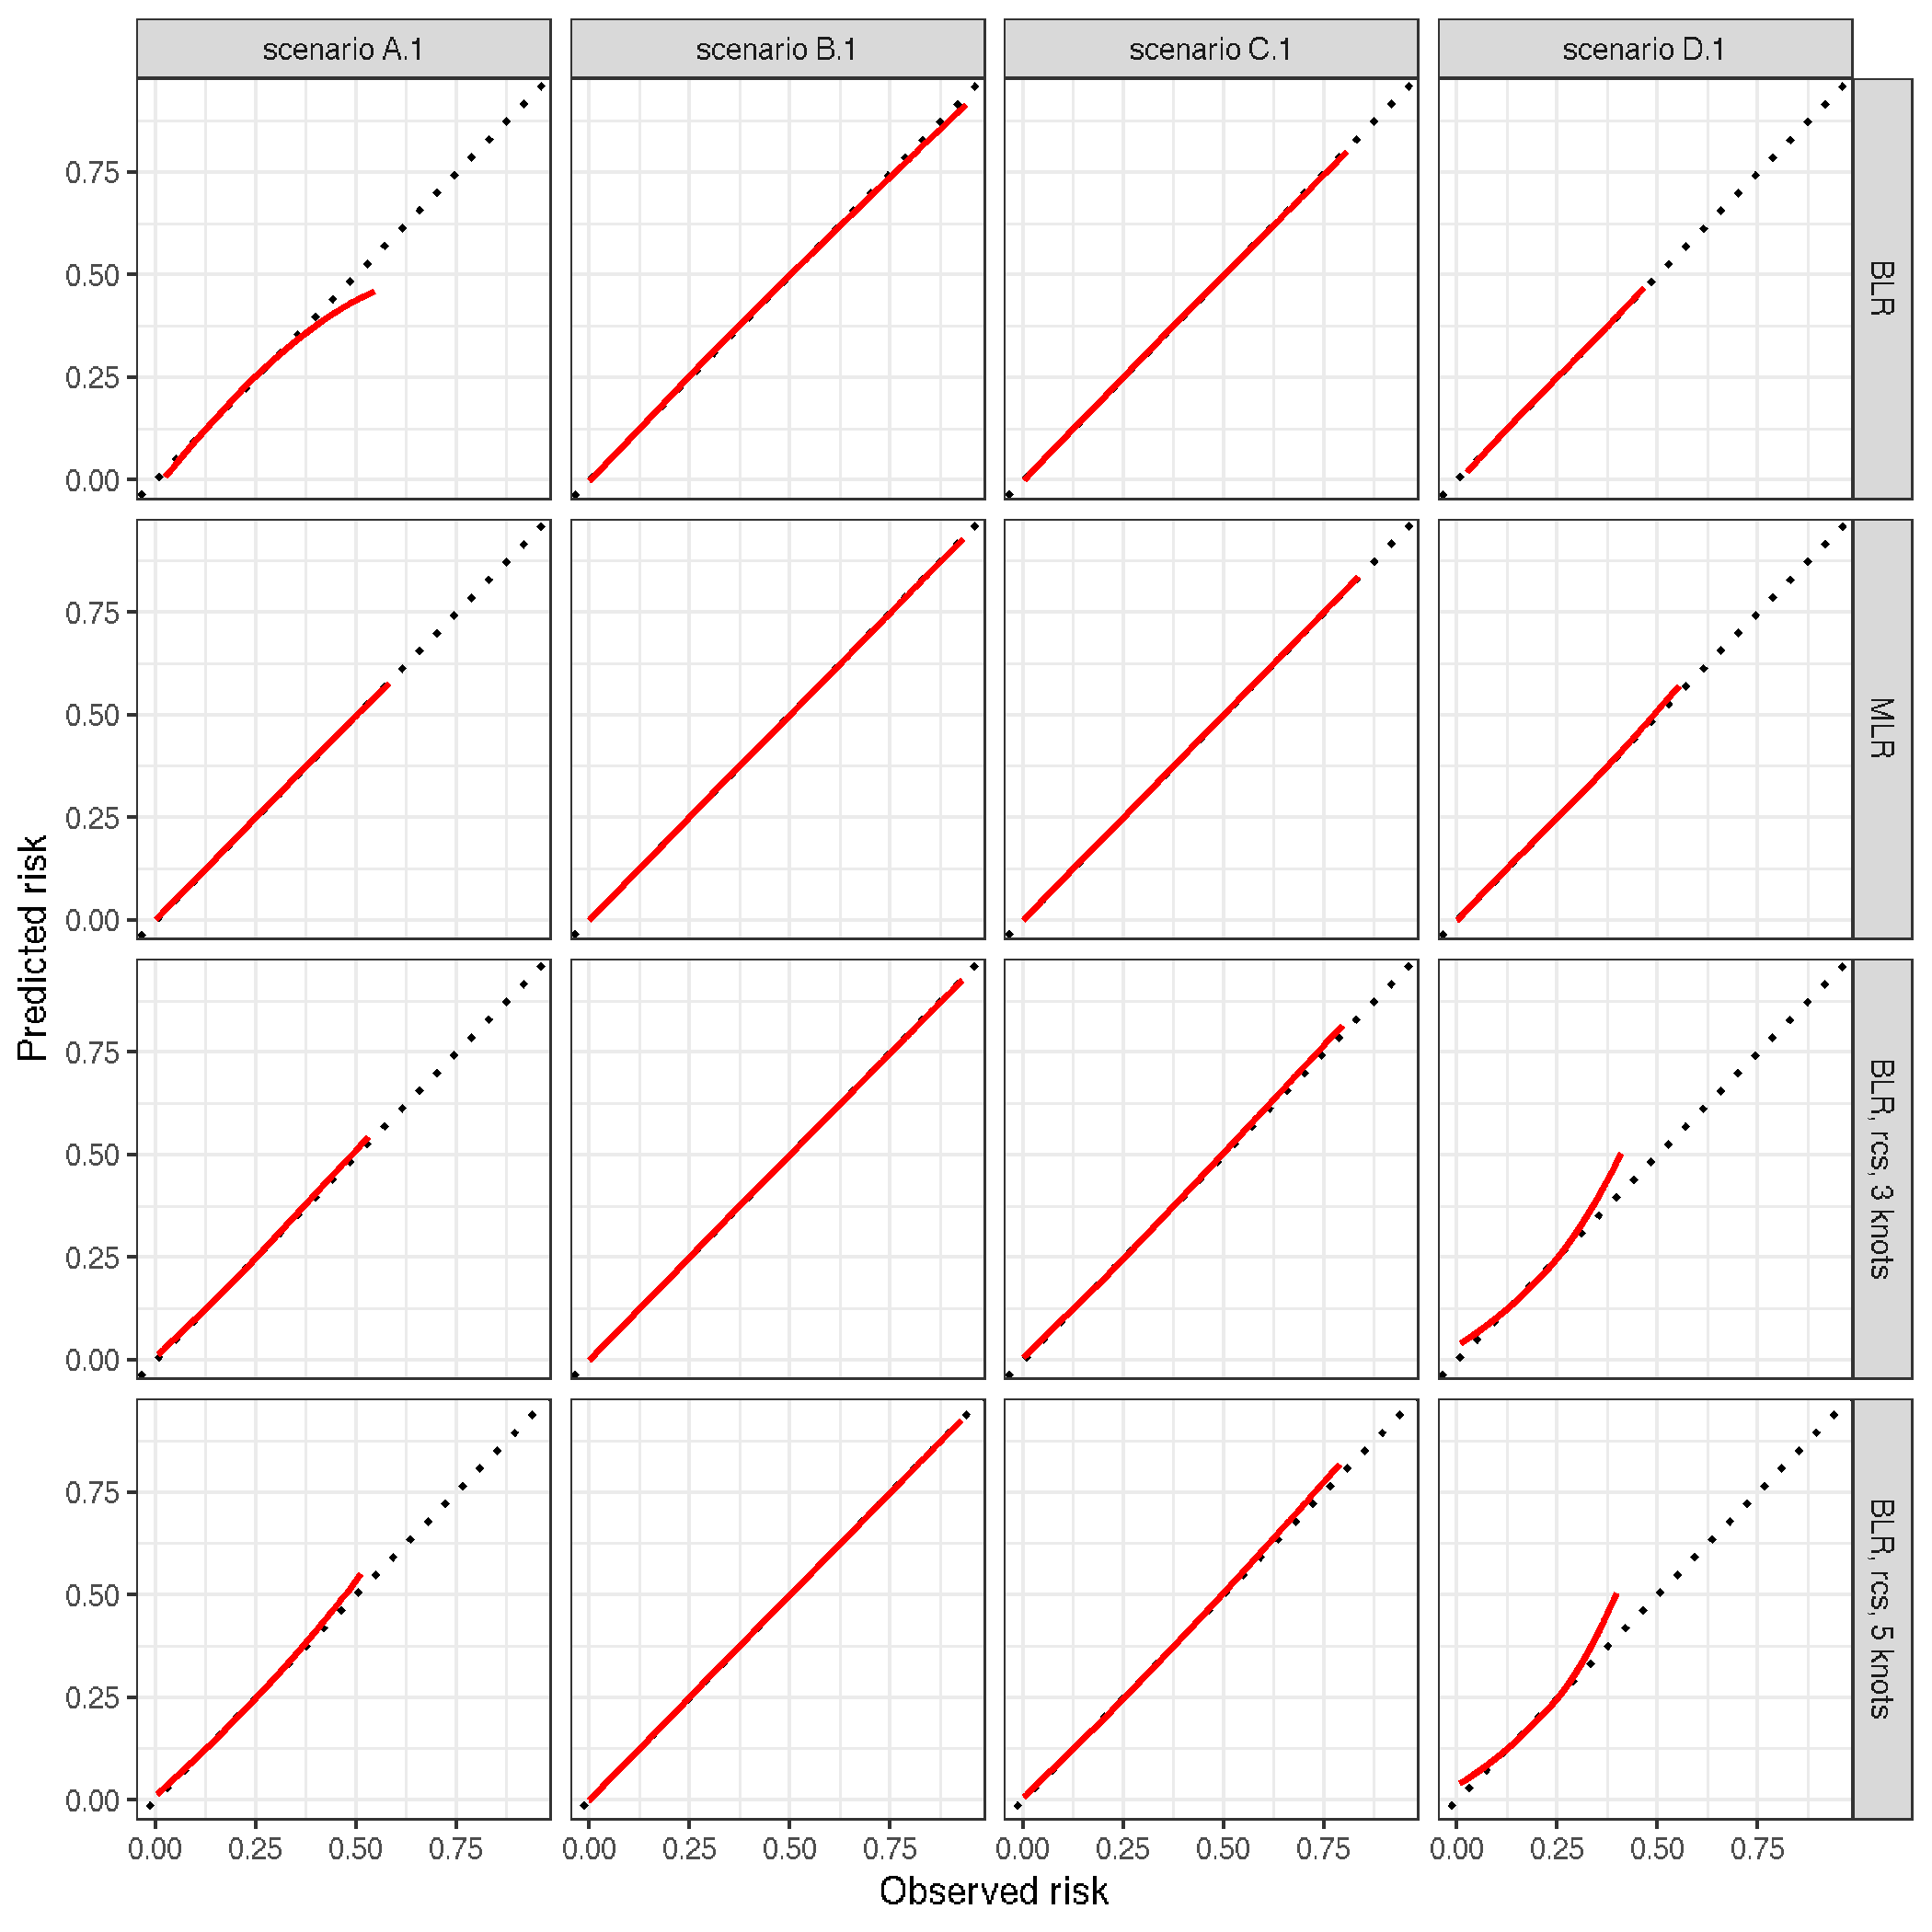 scenario A.1
scenario B.1
scenario C.1
scenario D.1
0.75
0.50
0.25
0.00
BLR
0.75
0.50
0.25
0.00
MLR
0.75
0.50
0.25
0.00
BLR, rcs, 3 knots
0.75
0.50
0.25
0.00
BLR, rcs, 5 knots
Predicted risk
0.00 0.25 0.50 0.75
0.00 0.25 0.50 0.75
0.00 0.25 0.50 0.75
0.00 0.25 0.50 0.75
Observed risk